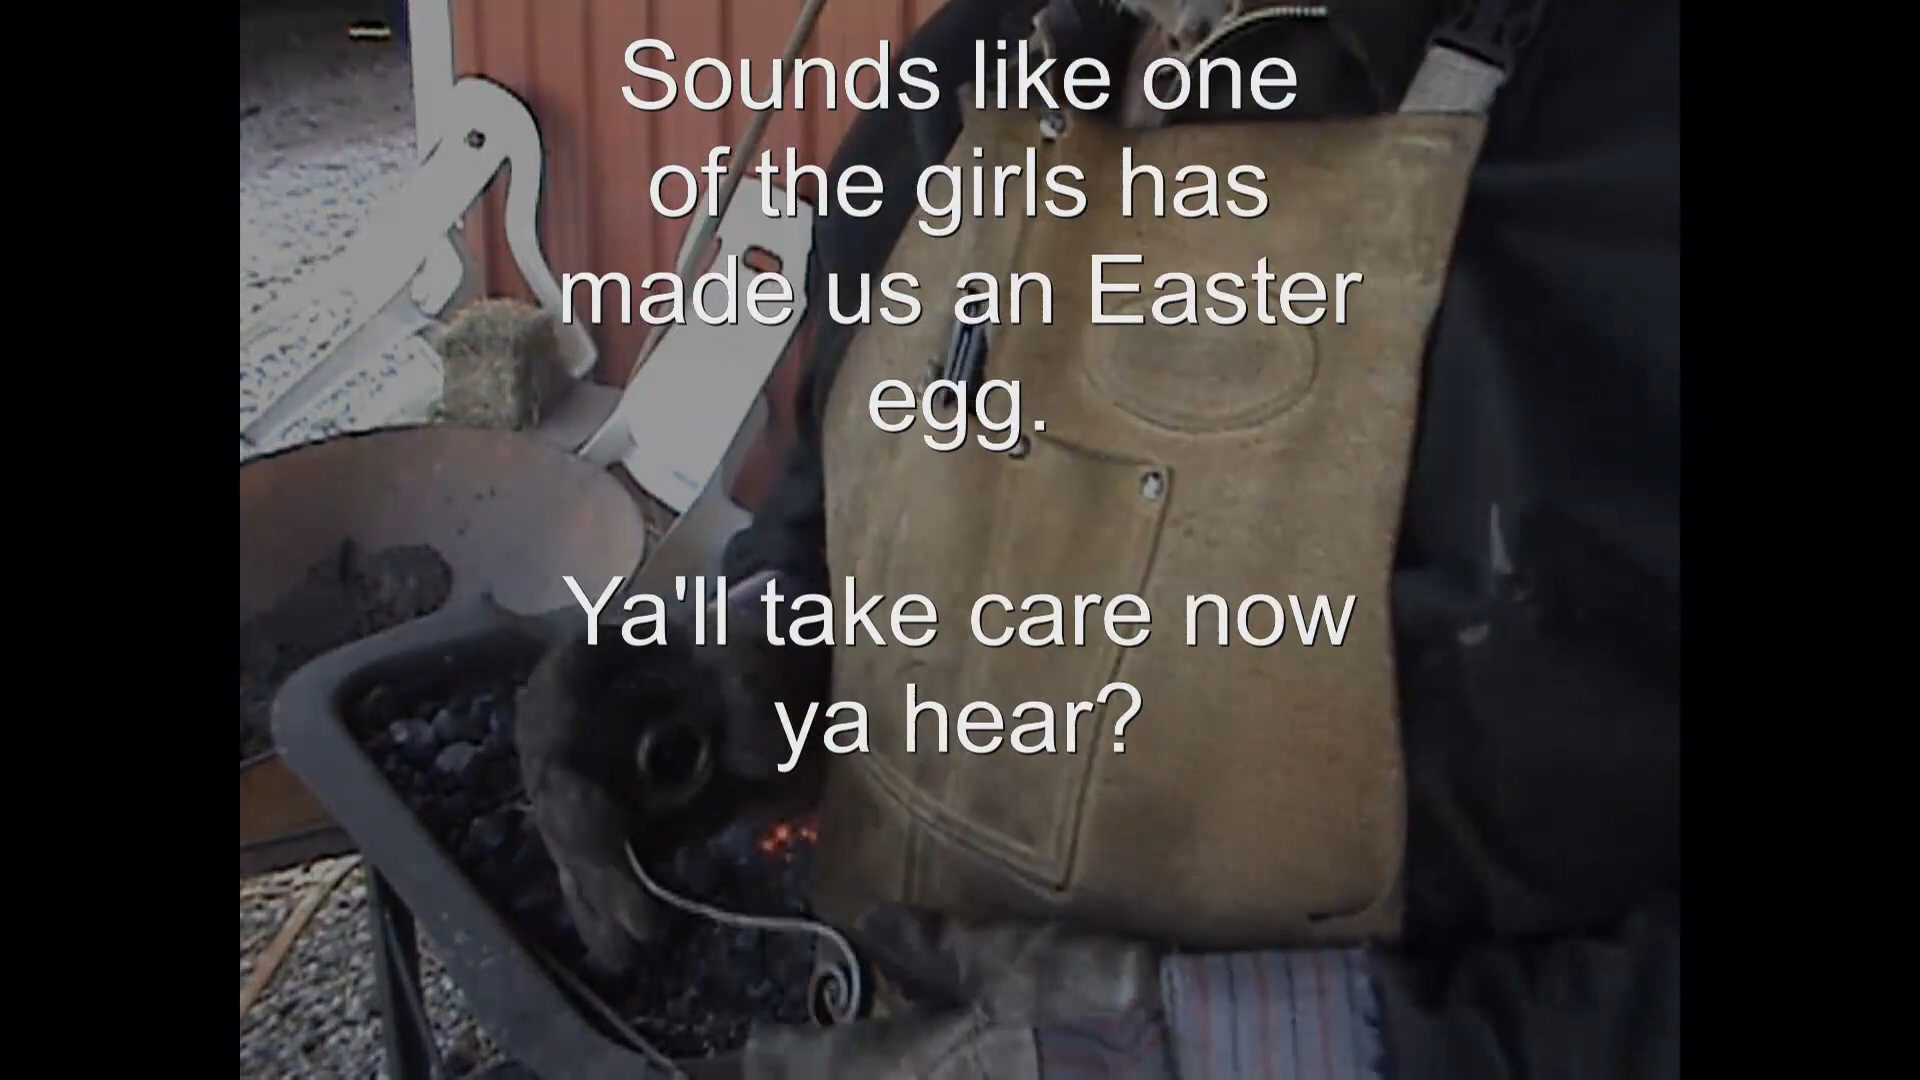 Sounds like one
of the girls has
made us an Easter
egg.
Ya'll take care now
ya hear?